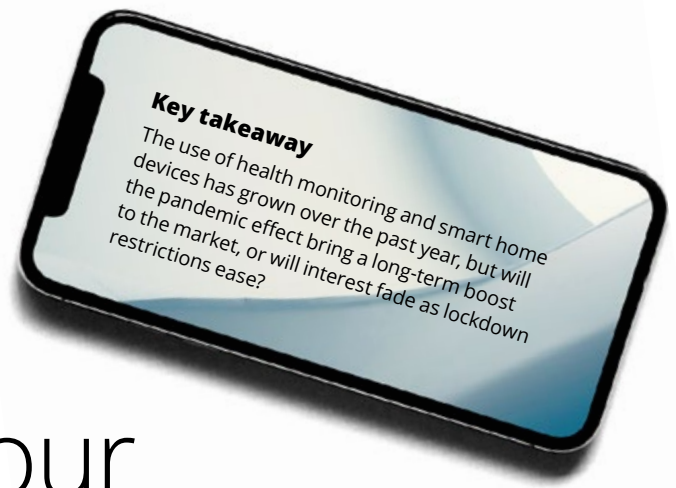 Key takeaway
The use of health monitoring and smart home
devices has grown over the past year, but will
the pandemic effect bring a long-term boost
to the market, or will interest fade as lockdown
restrictions ease?
our